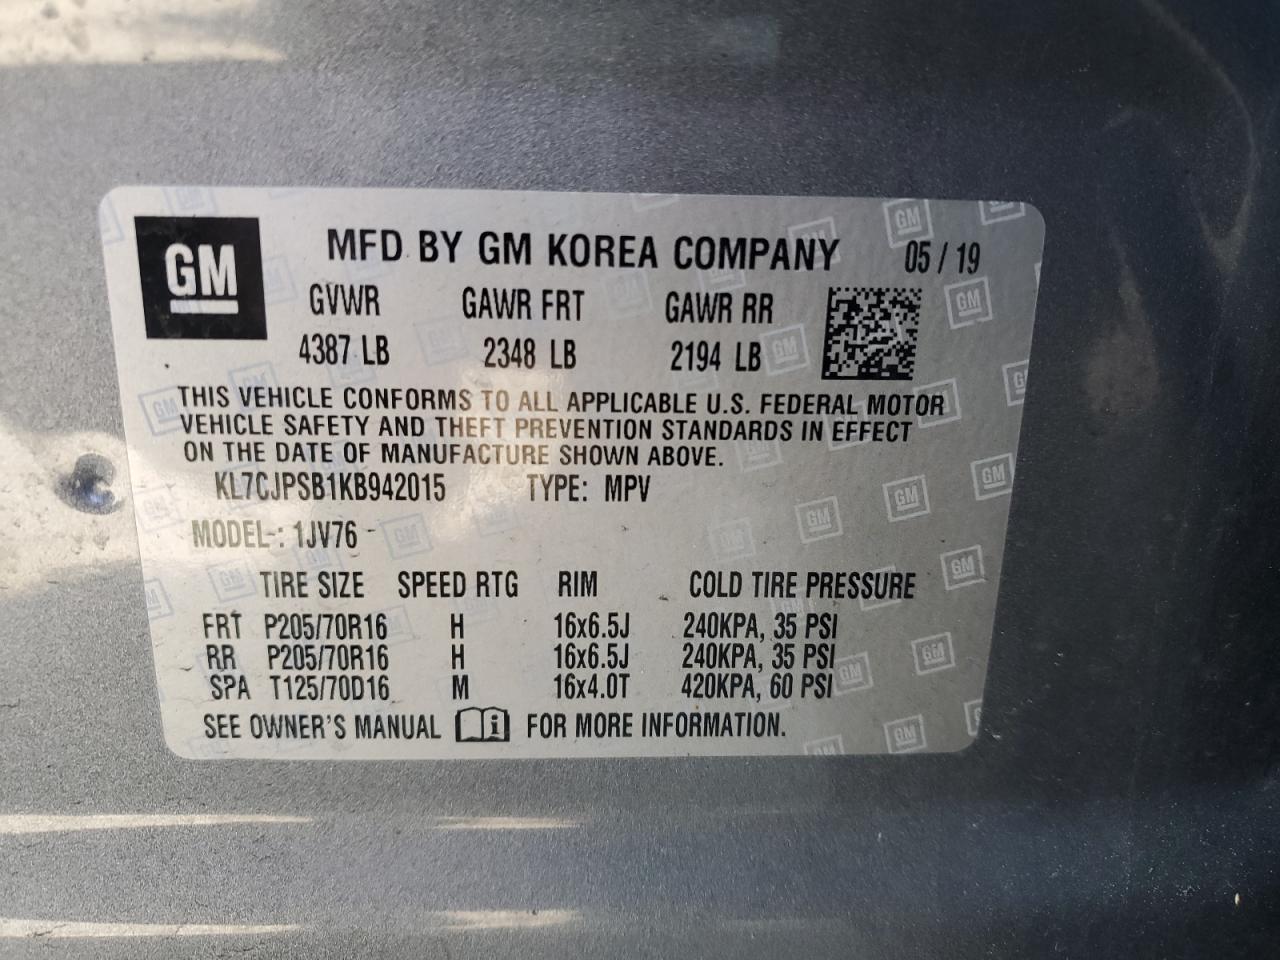 GM
MFD BY GM KOREA COMPANY 05 / 19
GVWR GAWR FRT GAWR RR
4387 LB 2348 LB 2194 LB
THIS VEHICLE CONFORMS TO ALL APPLICABLE U.S. FEDERAL MOTOR
VEHICLE SAFETY AND THEFT PREVENTION STANDARDS IN EFFECT
ON THE DATE OF MANUFACTURE SHOWN ABOVE.
KL7CJPSB1KB942015 TYPE: MPV
MODEL : 1JV76
TIRE SIZE SPEED RTG RIM COLD TIRE PRESSURE
FRT P205/70R16 H 16x6.5J 240KPA, 35 PSI
RR P205/70R16 H 16x6.5J 240KPA, 35 PSI
SPA T125/70D16 M 16x4.0T 420KPA, 60 PSI
SEE OWNER'S MANUAL i FOR MORE INFORMATION.